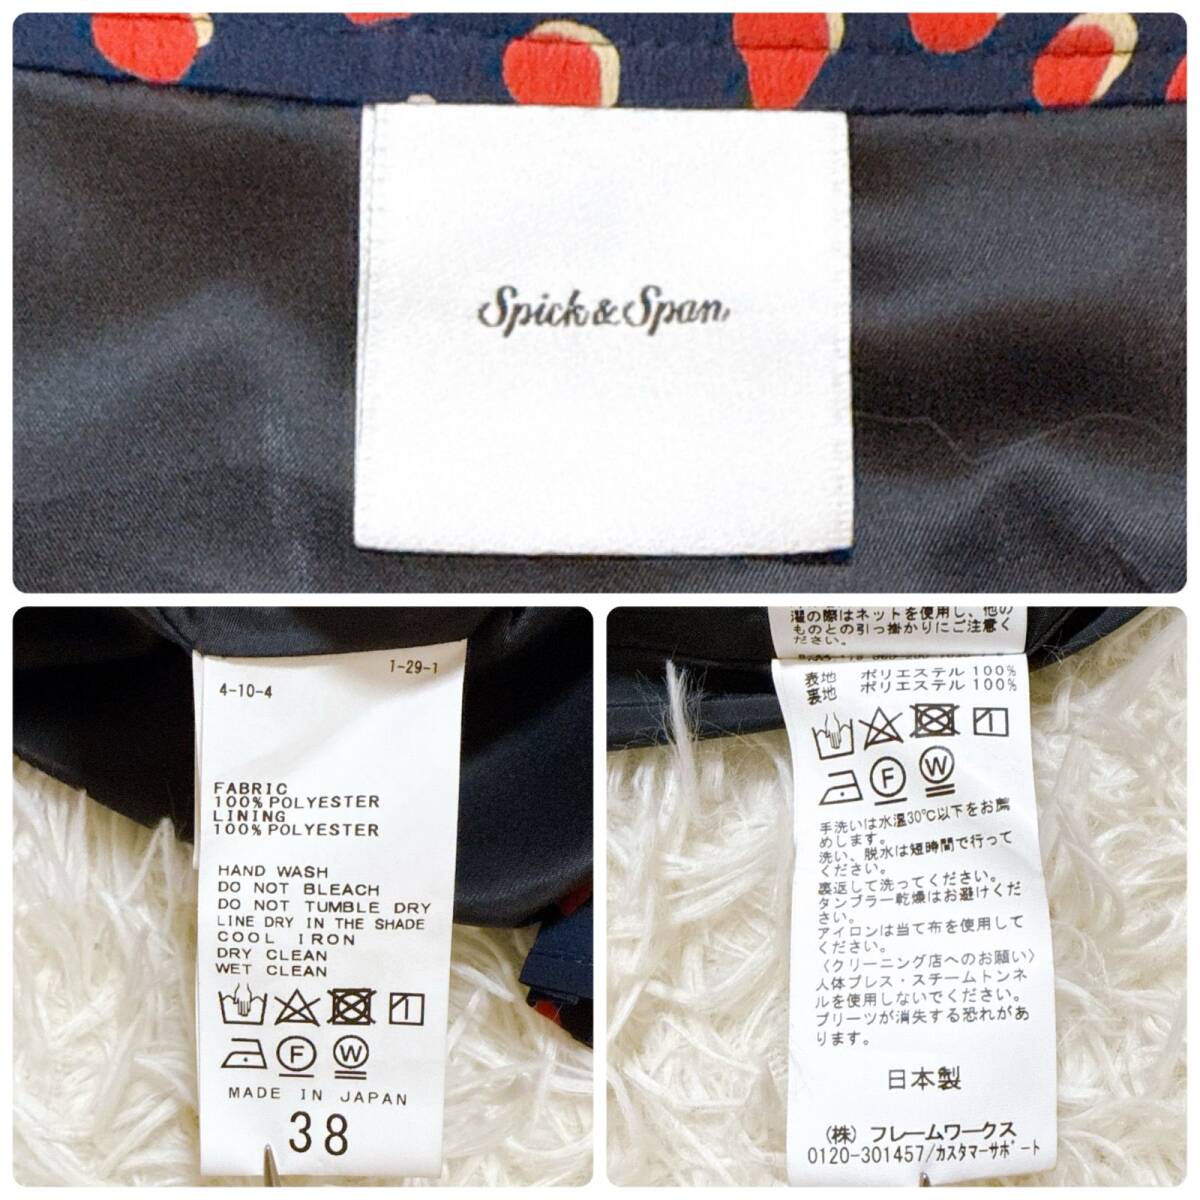 Spick & Span,
1-29-1
4-10-4
FABRIC
100% POLYESTER
LINING
100% POLYESTER
HAND WASH
DO NOT BLEACH
DO NOT TUMBLE DRY
LINE DRY IN THE SHADE
COOL IRON
DRY CLEAN
WET CLEAN
F W
MADE IN JAPAN
38
濯の際はネットを使用し、他の
ものとの引っ掛かりにご注意く
ださい。
表地 ポリエステル 100%
裏地 ポリエステル 100%
F W
手洗いは水温30℃以下をお薦
めします。
洗い、脱水は短時間で行って
ください。
裏返して洗ってください。
タンブラー乾燥はお避けくだ
さい。
アイロンは当て布を使用して
ください。
〈クリーニング店へのお願い〉
人体プレス・スチームトンネ
ルを使用しないでください。
プリーツが消失する恐れがあ
ります。
日本製
(株) フレームワークス
0120-301457/カスタマーサポート